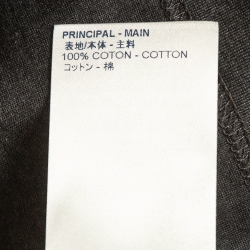 PRINCIPAL - MAIN
表地/本体 - 主料
100% COTON - COTTON
コットン - 棉